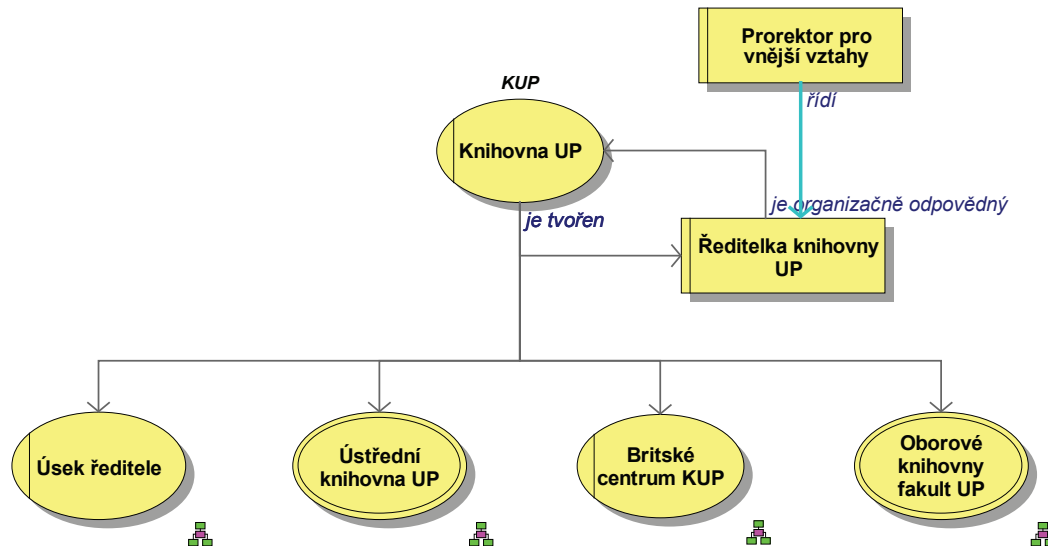 Prorektor pro
vnější vztahy
řídí
KUP
Knihovna UP
je organizačně odpovědný
je tvořen
Ředitelka knihovny
UP
Úsek ředitele
Ústřední
knihovna UP
Britské
centrum KUP
Oborové
knihovny
fakult UP